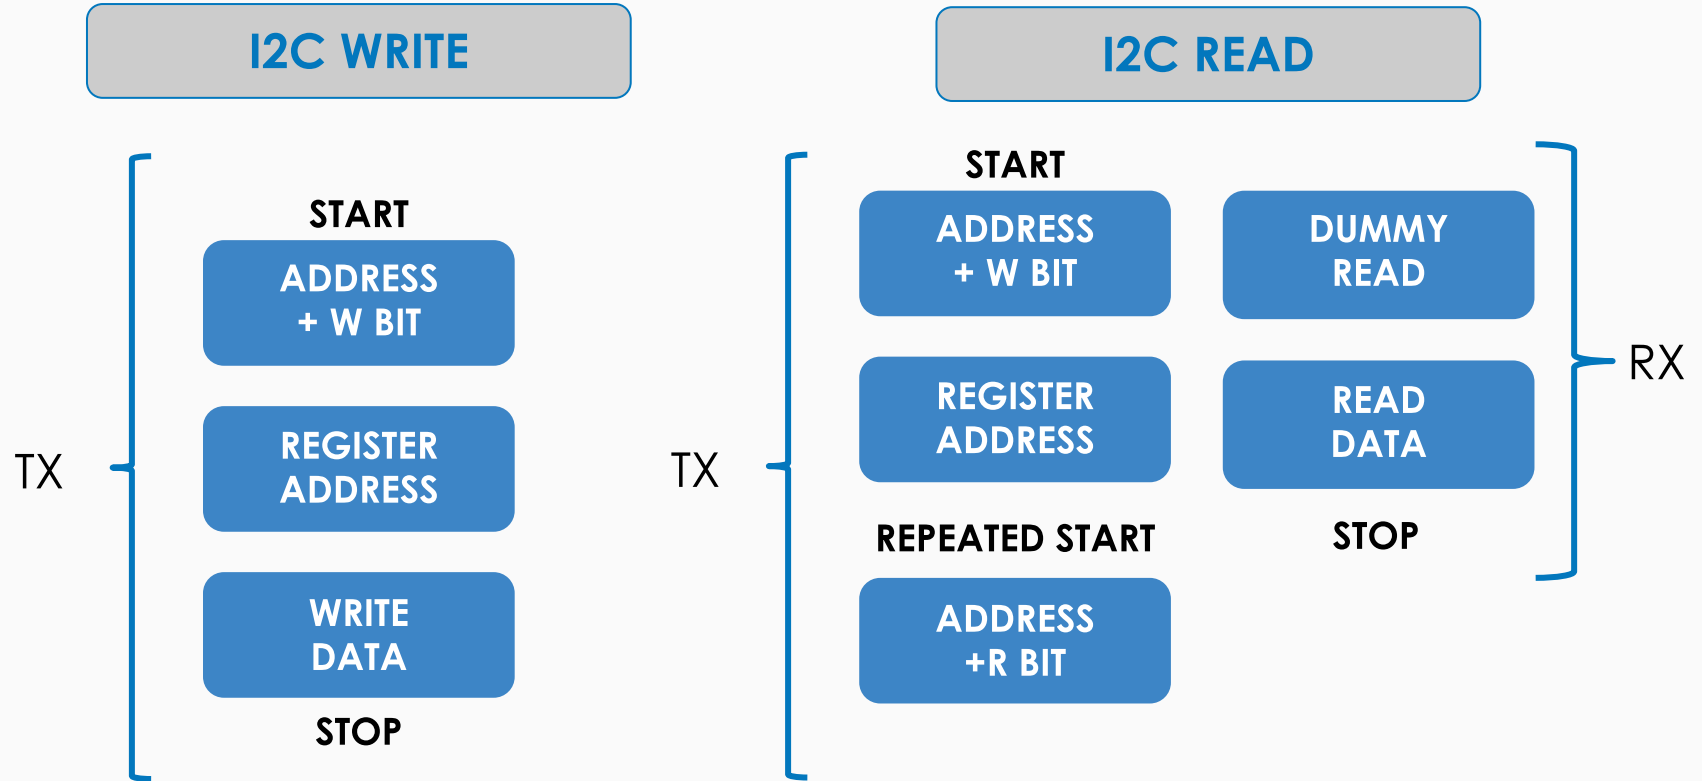 I2C WRITE
START
ADDRESS
+ W BIT
REGISTER
ADDRESS
TX
WRITE
DATA
STOP
I2C READ
START
ADDRESS
+ W BIT
REGISTER
ADDRESS
TX
REPEATED START
ADDRESS
+R BIT
DUMMY
READ
READ
DATA
RX
STOP